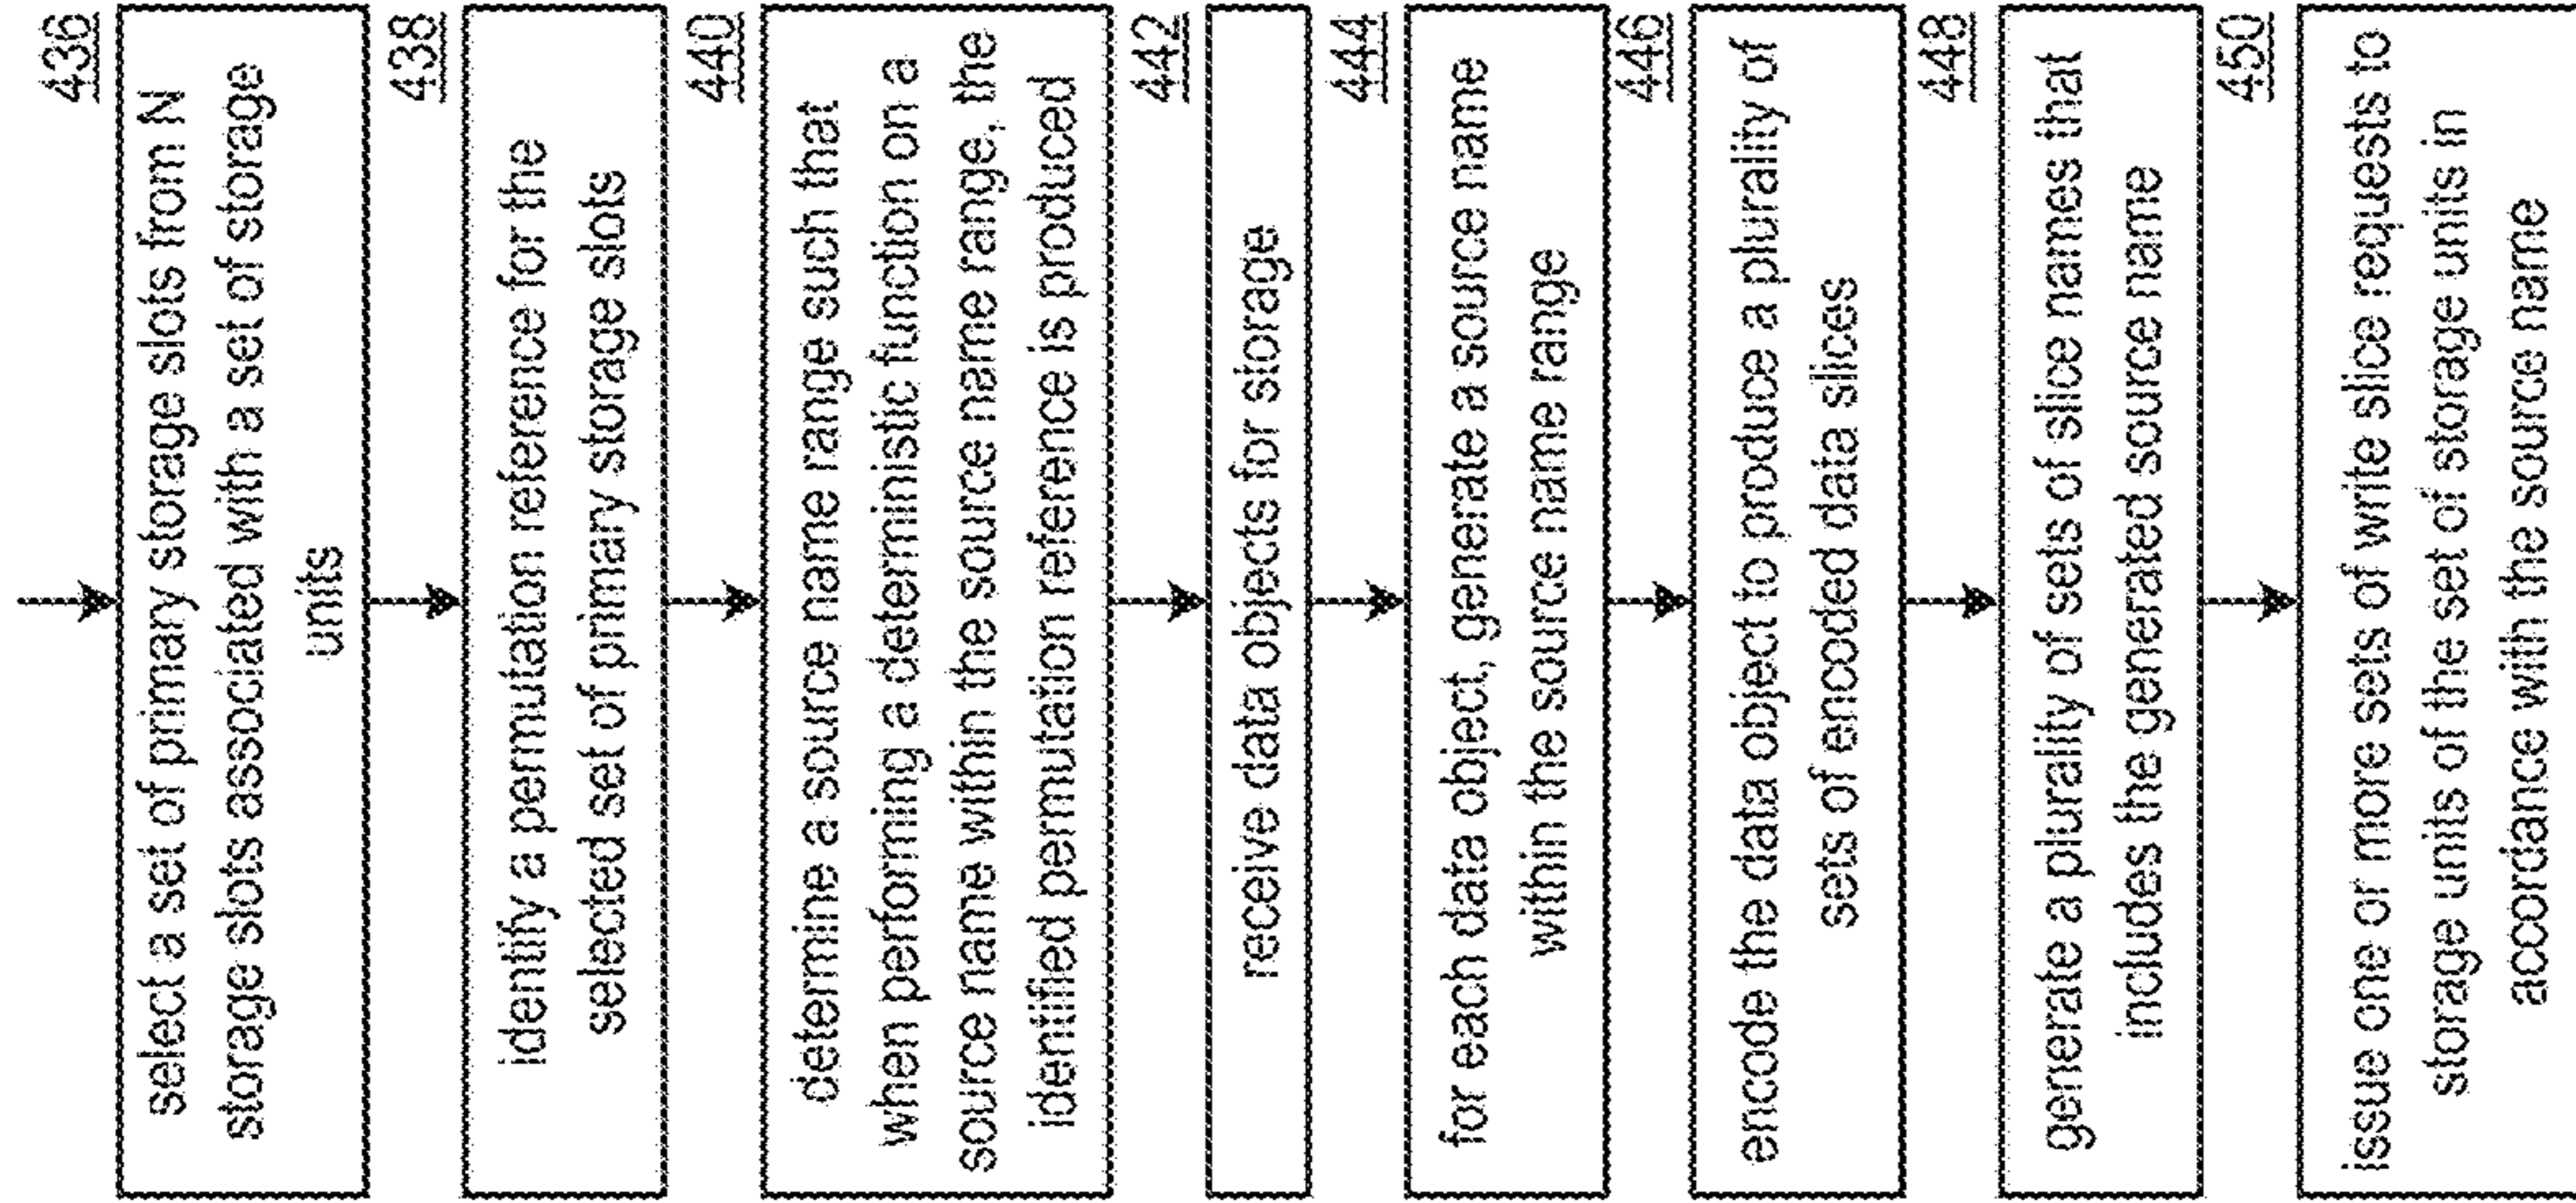 436
select a set of primary storage slots from N
storage slots associated with a set of storage
units
438
identify a permutation reference for the
selected set of primary storage slots
440
determine a source name range such that
when performing a deterministic function on a
source name within the source name range, the
identified permutation reference is produced
442
receive data objects for storage
444
for each data object, generate a source name
within the source name range
446
encode the data object to produce a plurality of
sets of encoded data slices
448
generate a plurality of sets of slice names that
includes the generated source name
450
issue one or more sets of write slice requests to
storage units of the set of storage units in
accordance with the source name